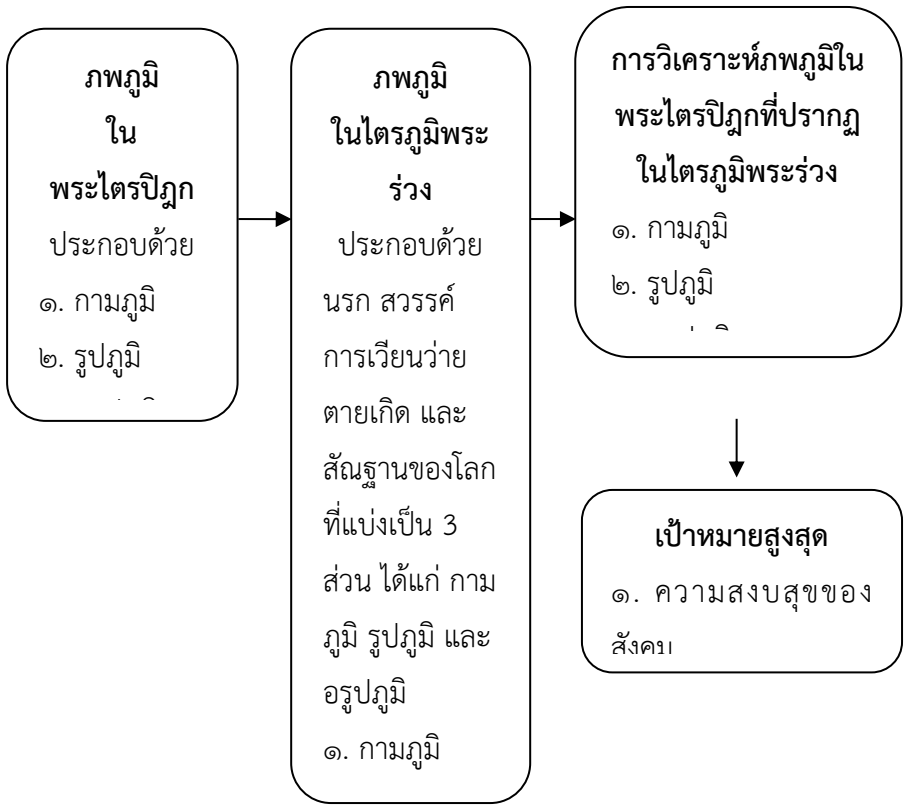 ภพภูมิ
ใน
พระไตรปิฎก
ประกอบด้วย
๑. กามภูมิ
๒. รูปภูมิ
ภพภูมิ
ในไตรภูมิพระ
ร่วง
ประกอบด้วย
นรก สวรรค์
การเวียนว่าย
ตายเกิด และ
สัณฐานของโลก
ที่แบ่งเป็น 3
ส่วน ได้แก่ กาม
ภูมิ รูปภูมิ และ
อรูปภูมิ
๑. กามภูมิ
การวิเคราะห์ภพภูมิใน
พระไตรปิฎกที่ปรากฏ
ในไตรภูมิพระร่วง
๑. กามภูมิ
๒. รูปภูมิ
เป้าหมายสูงสุด
๑. ความสงบสุขของ
สังคม